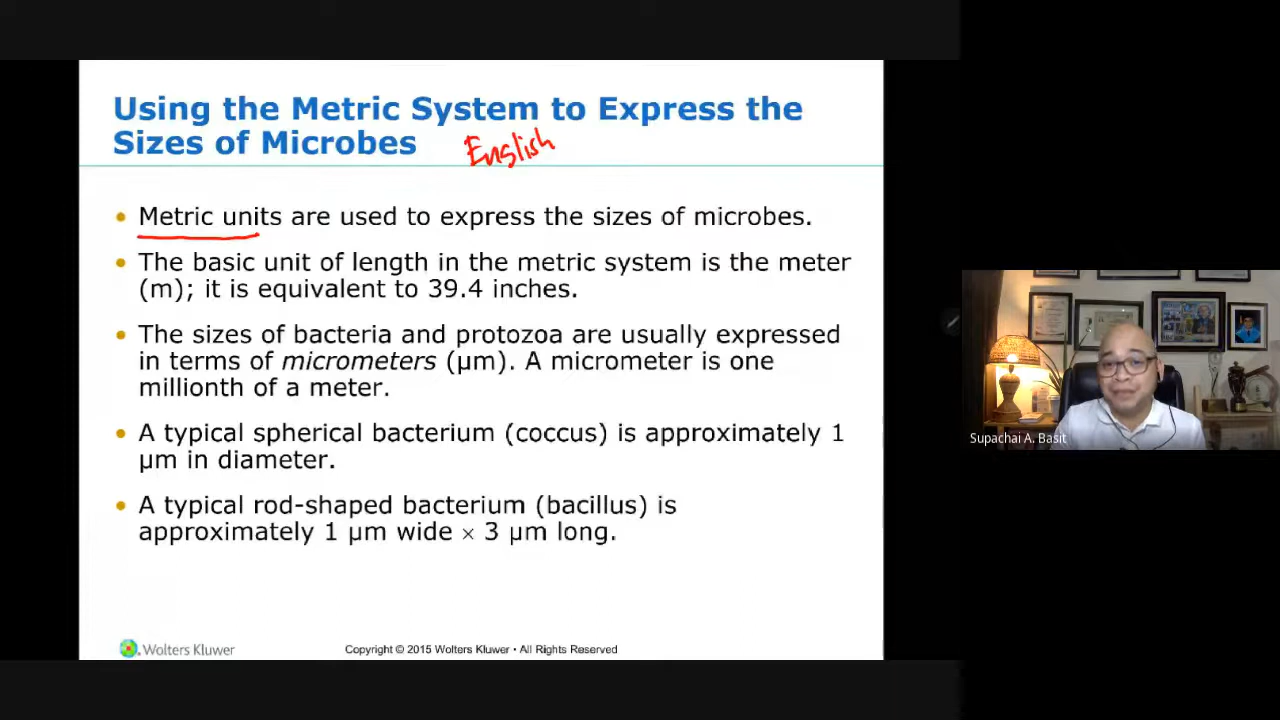 Using the Metric System to Express the
Sizes of Microbes
English
• Metric units are used to express the sizes of microbes.
• The basic unit of length in the metric system is the meter
(m); it is equivalent to 39.4 inches.
• The sizes of bacteria and protozoa are usually expressed
in terms of micrometers (µm). A micrometer is one
millionth of a meter.
• A typical spherical bacterium (coccus) is approximately 1
µm in diameter.
• A typical rod-shaped bacterium (bacillus) is
approximately 1 µm wide × 3 µm long.
Wolters Kluwer
Copyright © 2015 Wolters Kluwer • All Rights Reserved
Supachai A. Basit